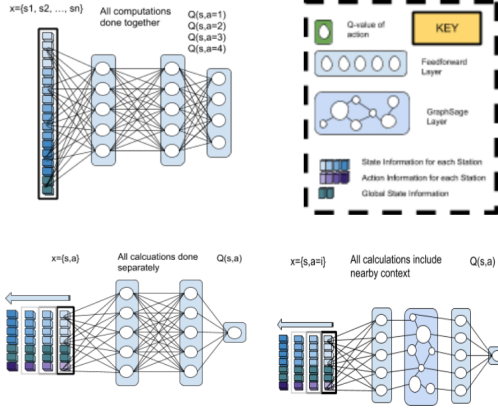 x={s1, s2, …, sn}
All computations
done together
Q(s,a=1)
Q(s,a=2)
Q(s,a=3)
Q(s,a=4)
Q-value of
action
KEY
Feedforward
Layer
GraphSage
Layer
State Information for each Station
Action Information for each Station
Global State Information
x={s,a}
All calcuations done
separately
Q(s,a)
x={s,a=i}
All calculations include
nearby context
Q(s,a)